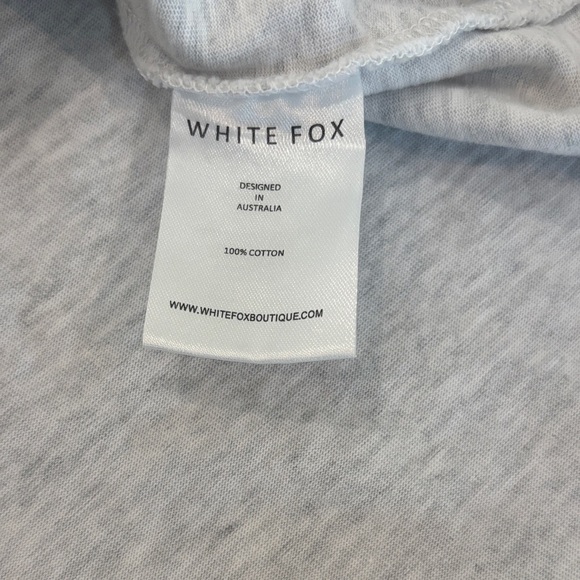 WHITE FOX
DESIGNED
IN
AUSTRALIA
100% COTTON
WWW.WHITEFOXBOUTIQUE.COM